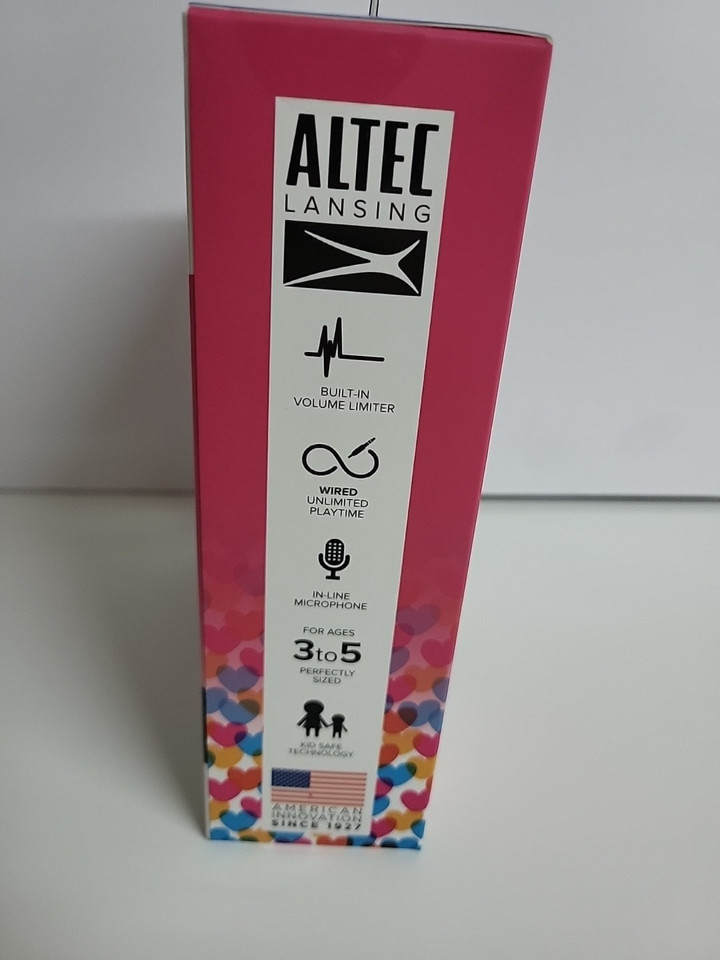 ALTEC
LANSING
BUILT-IN
VOLUME LIMITER
WIRED
UNLIMITED
PLAYTIME
IN-LINE
MICROPHONE
FOR AGES
3to5
PERFECTLY
SIZED
KID SAFE
TECHNOLOGY
AMERICAN
INNOVATION
SINCE 1927